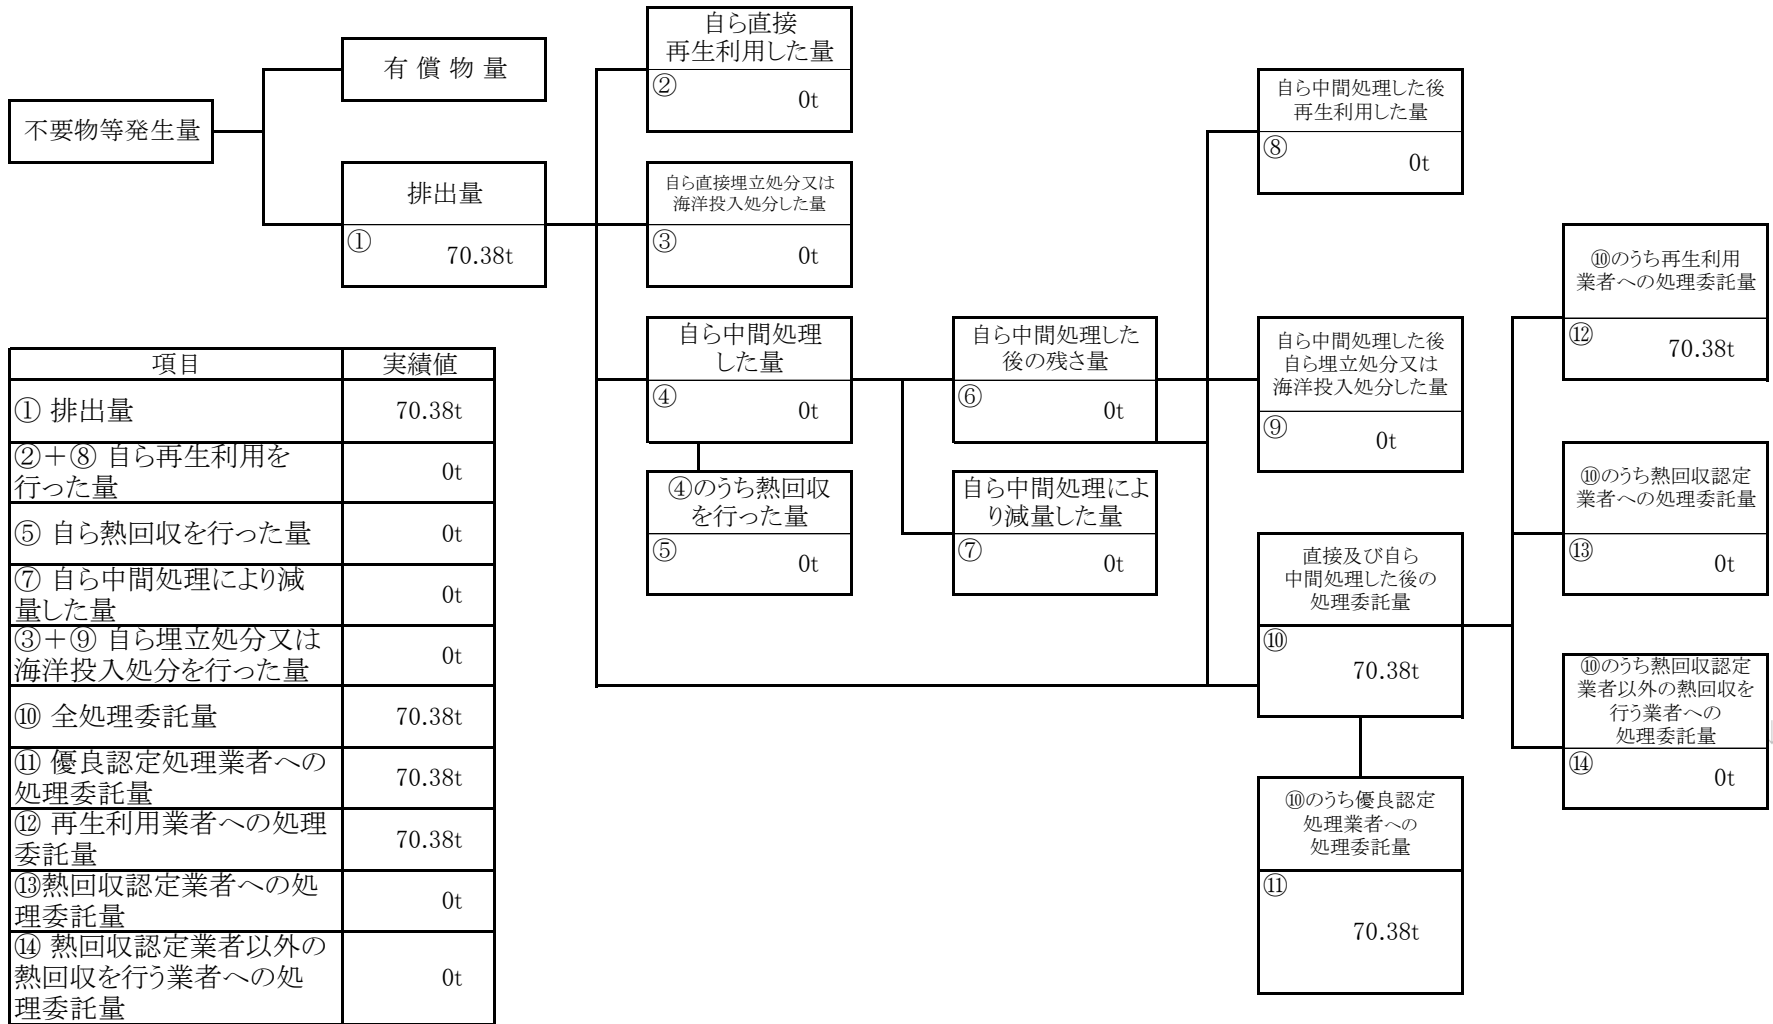 不要物等発生量
有 償 物 量
排出量
①
70.38t
自ら直接
再生利用した量
②
0t
自ら直接埋立処分又は
海洋投入処分した量
③
0t
自ら中間処理
した量
④
0t
④のうち熱回収
を行った量
⑤
0t
自ら中間処理した
後の残さ量
⑥
0t
自ら中間処理によ
り減量した量
⑦
0t
自ら中間処理した後
再生利用した量
⑧
0t
自ら中間処理した後
自ら埋立処分又は
海洋投入処分した量
⑨
0t
直接及び自ら
中間処理した後の
処理委託量
⑩
70.38t
⑩のうち優良認定
処理業者への
処理委託量
⑪
70.38t
⑩のうち再生利用
業者への処理委託量
⑫
70.38t
⑩のうち熱回収認定
業者への処理委託量
⑬
0t
⑩のうち熱回収認定
業者以外の熱回収を
行う業者への
処理委託量
⑭
0t
項目 実績値
① 排出量 70.38t
②＋⑧ 自ら再生利用を
行った量
0t
⑤ 自ら熱回収を行った量 0t
⑦ 自ら中間処理により減
量した量
0t
③＋⑨ 自ら埋立処分又は
海洋投入処分を行った量
0t
⑩ 全処理委託量 70.38t
⑪ 優良認定処理業者への
処理委託量
70.38t
⑫ 再生利用業者への処理
委託量
70.38t
⑬熱回収認定業者への処
理委託量
0t
⑭ 熱回収認定業者以外の
熱回収を行う業者への処
理委託量
0t